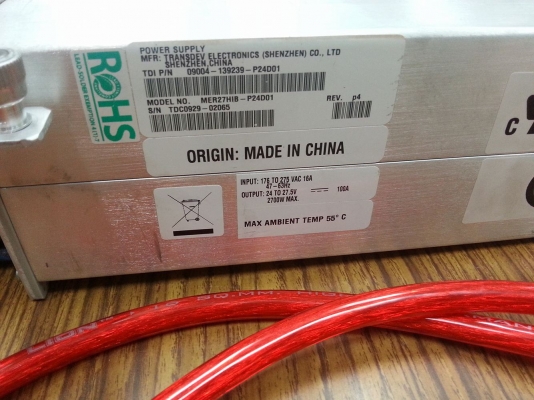 POWER SUPPLY
MFR: TRANSDEV ELECTRONICS (SHENZHEN) CO., LTD
SHENZHEN,CHINA
TDI P/N 09004-139239-P24D01
MODEL NO. MER27HIB-P24D01
REV. p4
S/N TDC0929-02065
ROHS
ORIGIN: MADE IN CHINA
INPUT: 176 TO 275 VAC 16A
47-63Hz
OUTPUT: 24 TO 27.5V 100A
2700W MAX.
MAX AMBIENT TEMP 55° C
C
LION